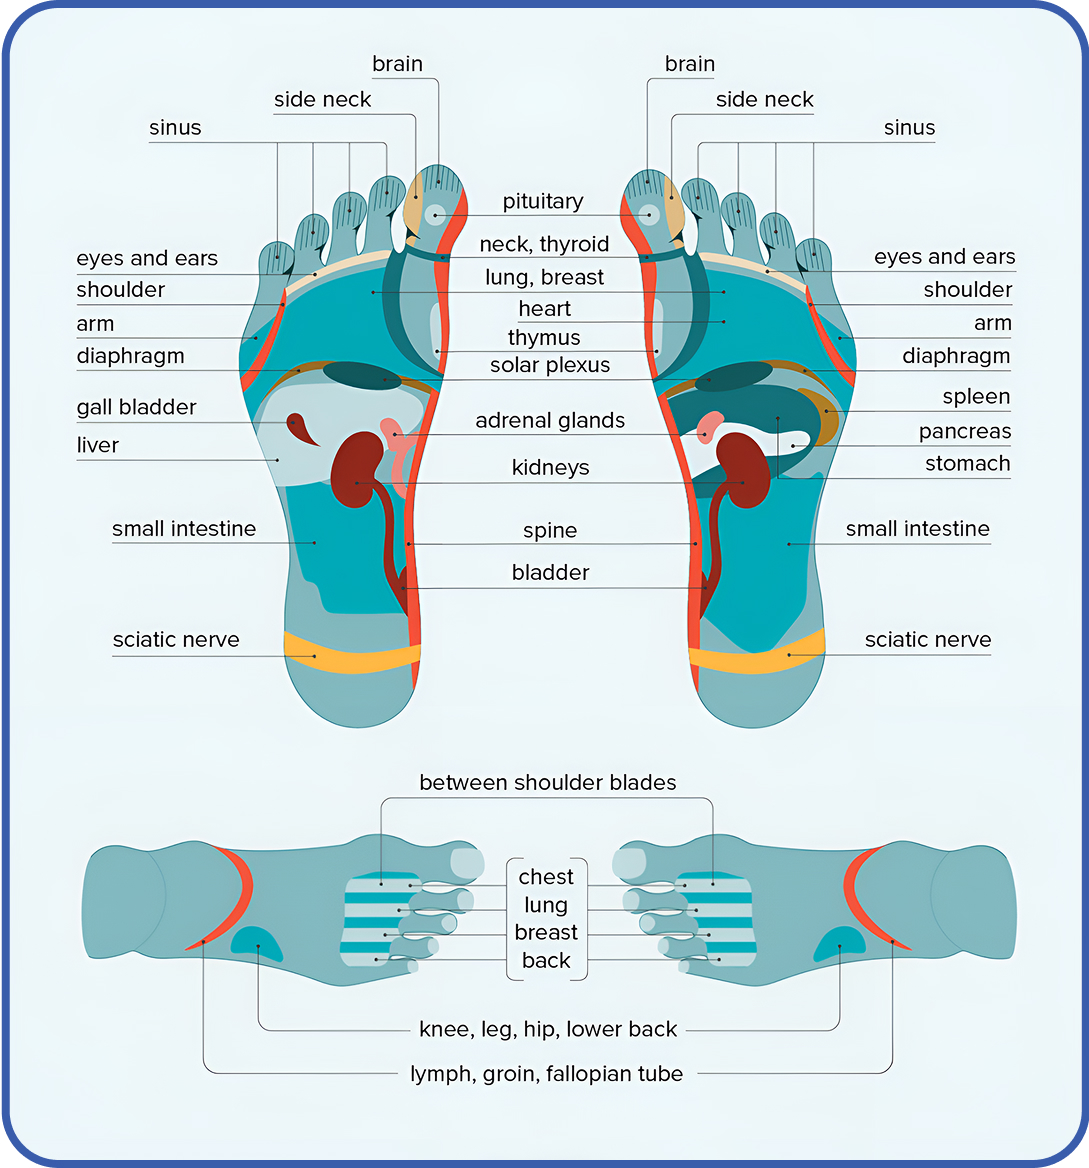 brain
brain
side neck
side neck
sinus
sinus
pituitary
neck, thyroid
eyes and ears
lung, breast
eyes and ears
shoulder
heart
shoulder
arm
thymus
arm
diaphragm
solar plexus
diaphragm
spleen
gall bladder
adrenal glands
pancreas
liver
kidneys
stomach
small intestine
spine
small intestine
bladder
sciatic nerve
sciatic nerve
between shoulder blades
chest
lung
breast
back
knee, leg, hip, lower back
lymph, groin, fallopian tube